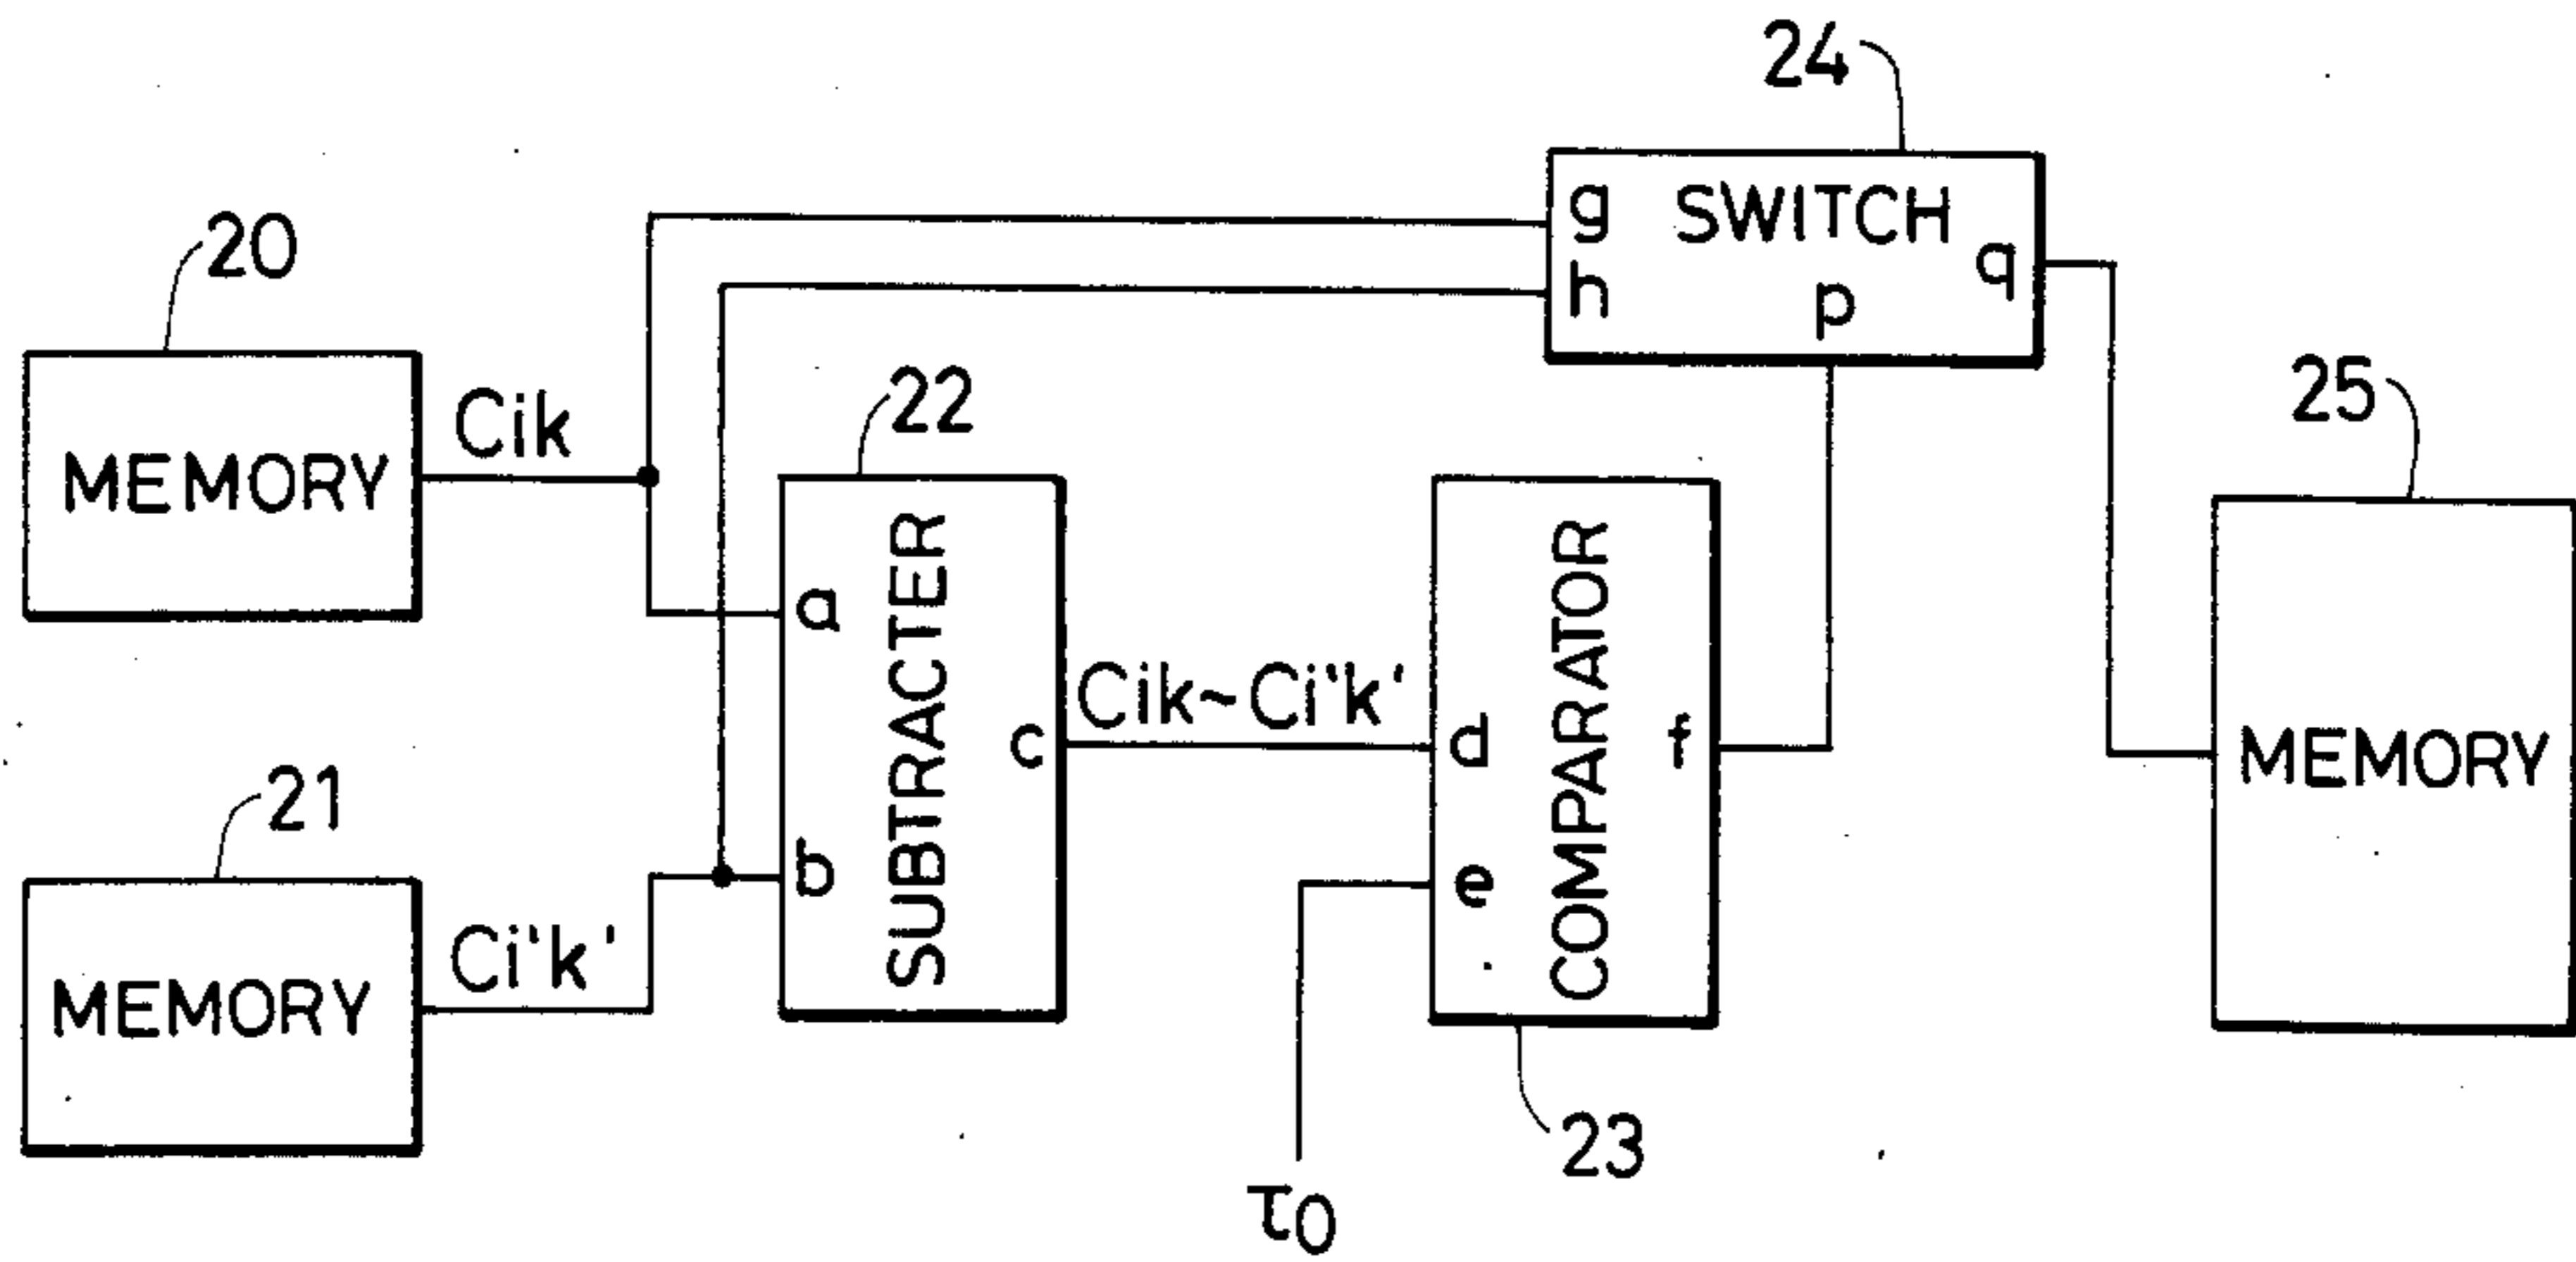 24
g SWITCH q
h p
20
MEMORY
Cik
22
a SUBTRACTER
b c
Cik~Ci'k'
d COMPARATOR f
e
25
MEMORY
21
MEMORY
Ci'k'
23
τ0